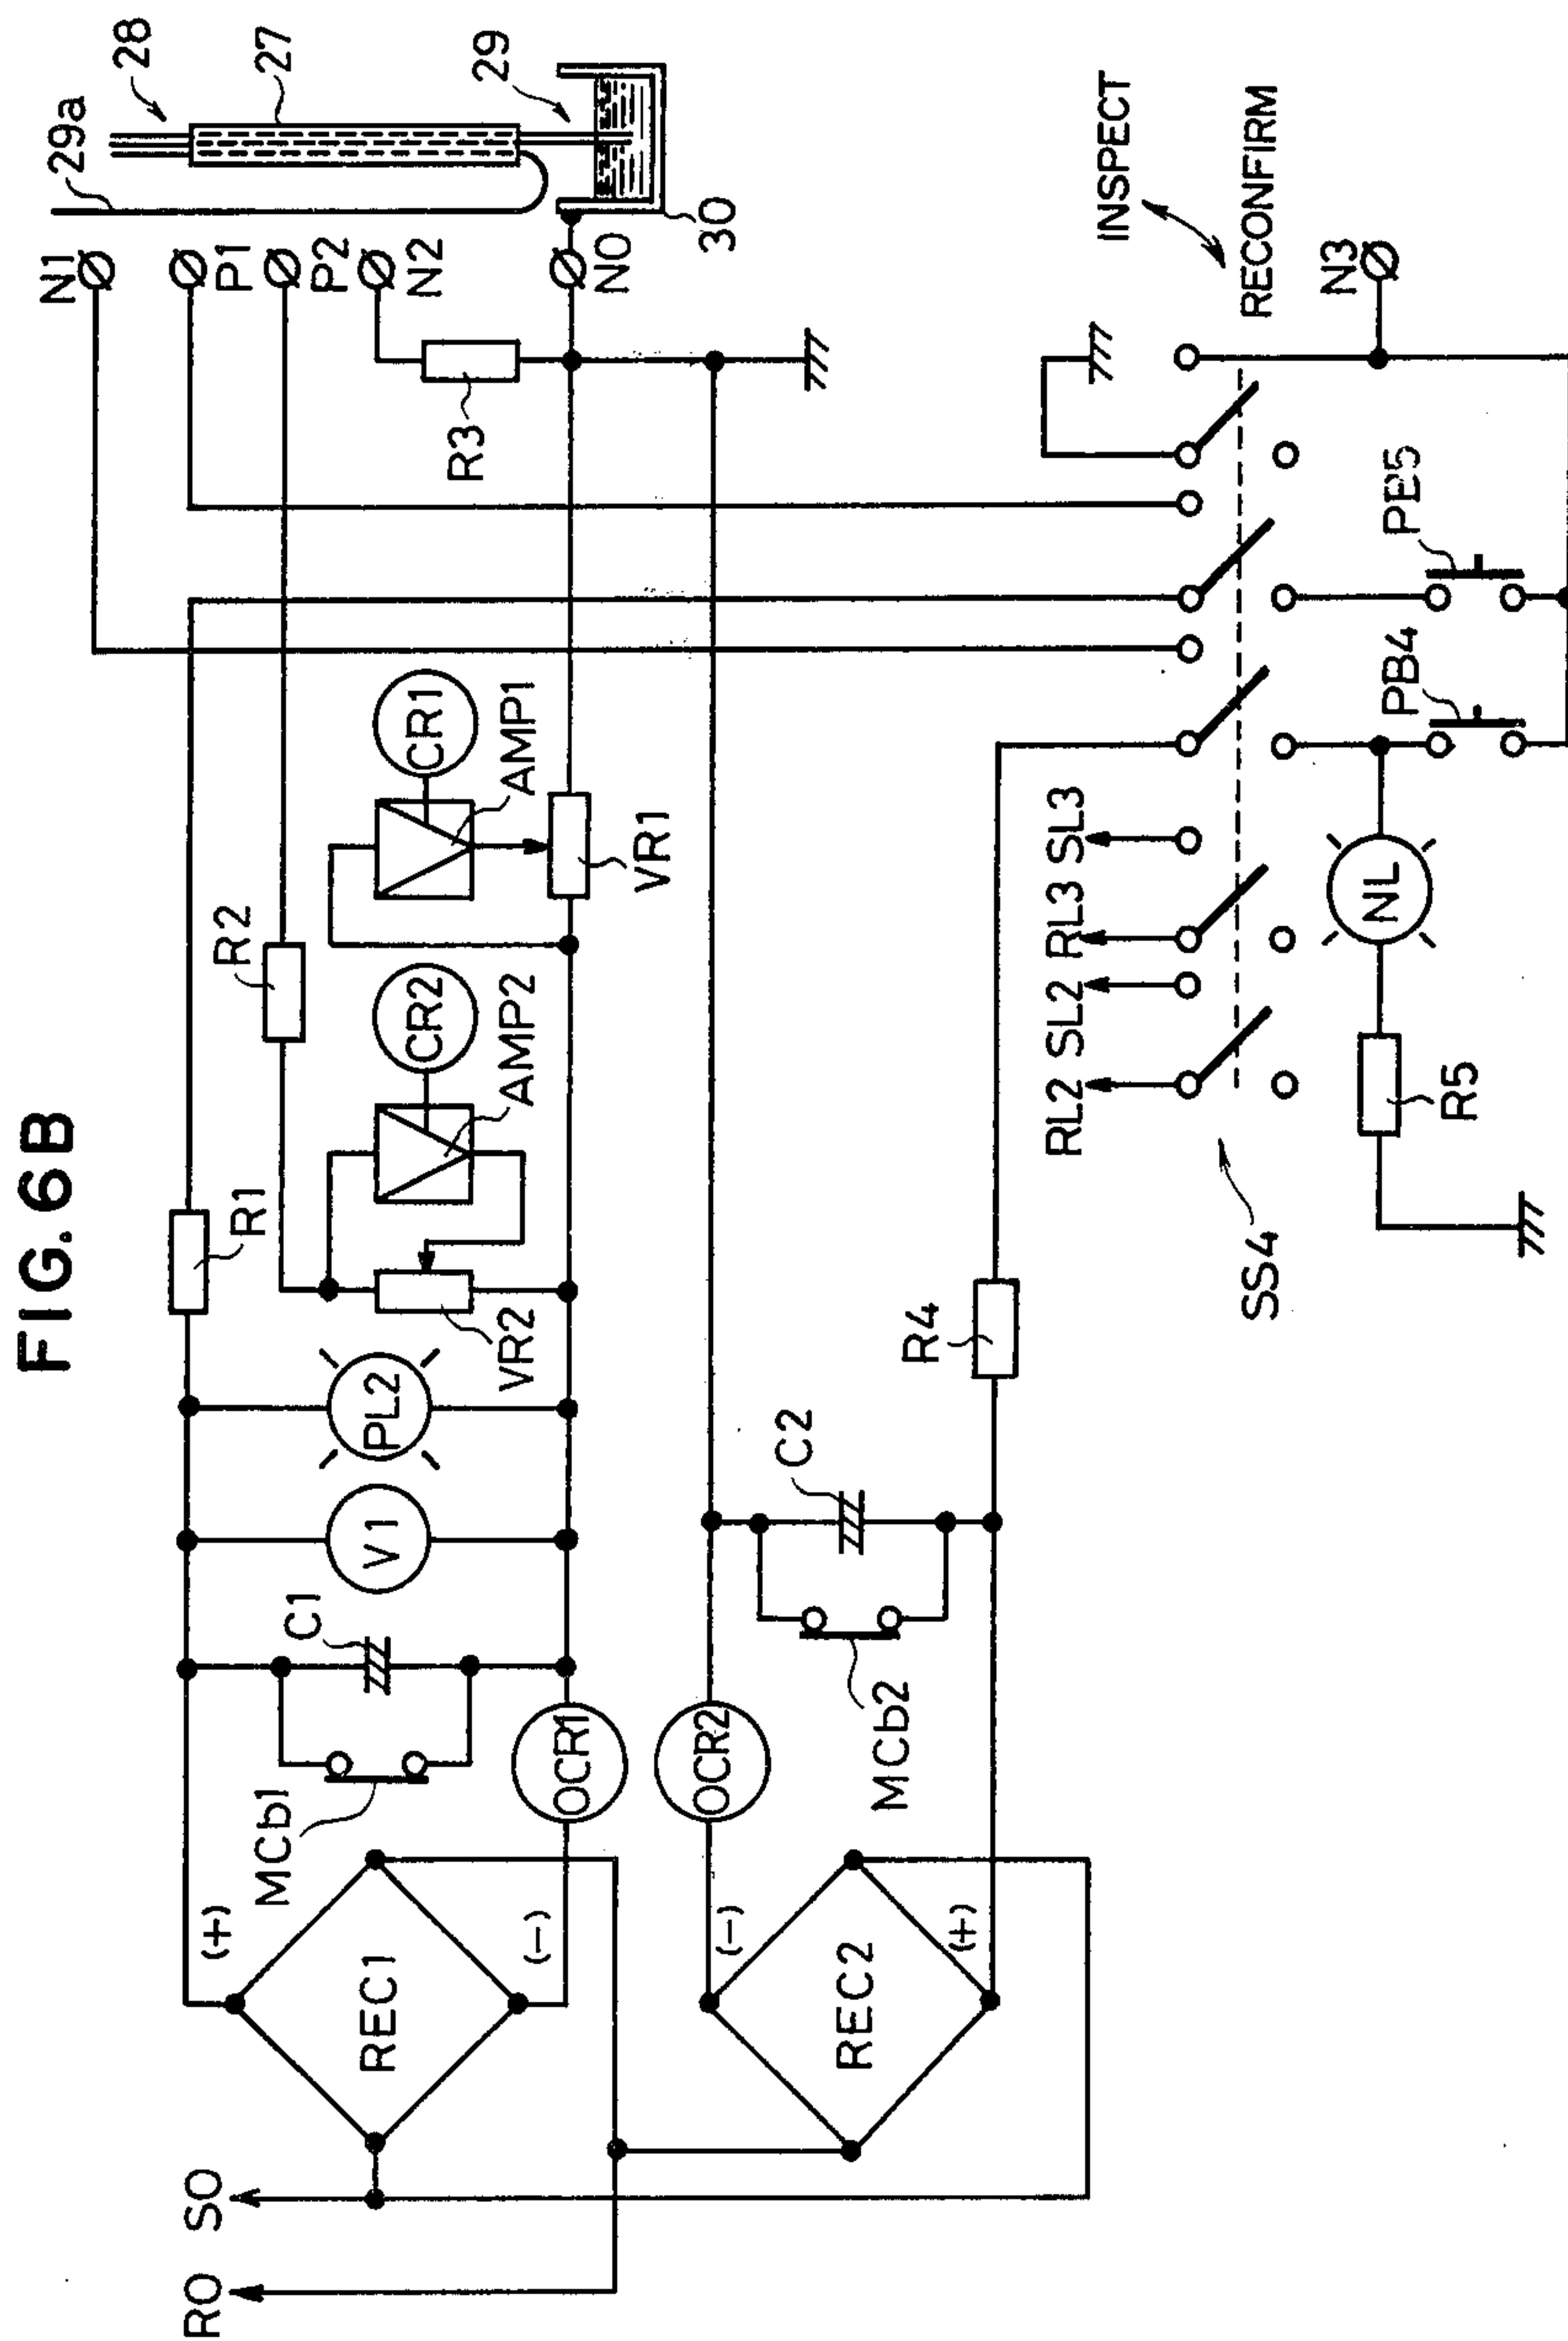 FIG. 6B
RO
SO
REC1
(+)
(-)
MCb1
C1
OCR1
V1
PL2
R1
VR2
AMP2
CR2
R2
AMP1
CR1
VR1
R3
N1
P1
P2
N2
NO
29a
28
27
29
30
REC2
(-)
(+)
OCR2
MCb2
C2
R4
SS4
RL2
SL2
RL3
SL3
R5
NL
PB4
PB5
N3
INSPECT
RECONFIRM